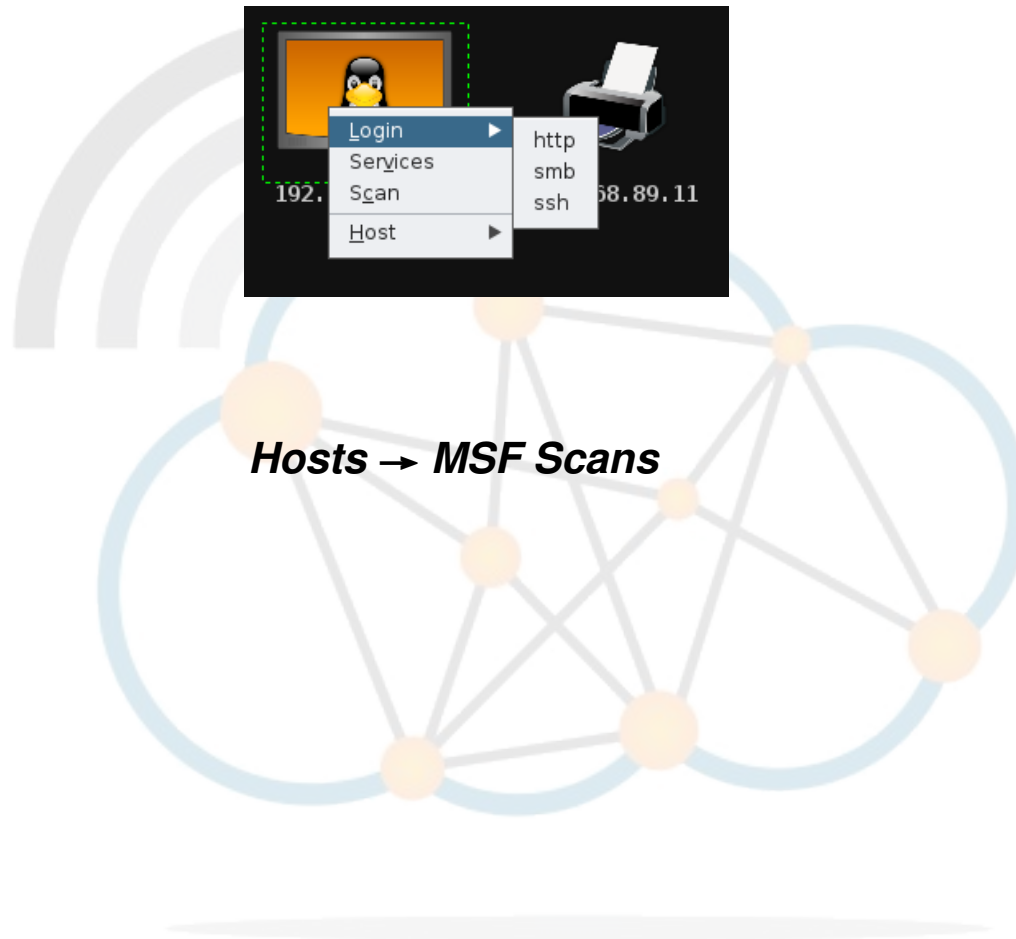 Login
http
Services
smb
192.
Scan
68.89.11
ssh
Host
Hosts → MSF Scans